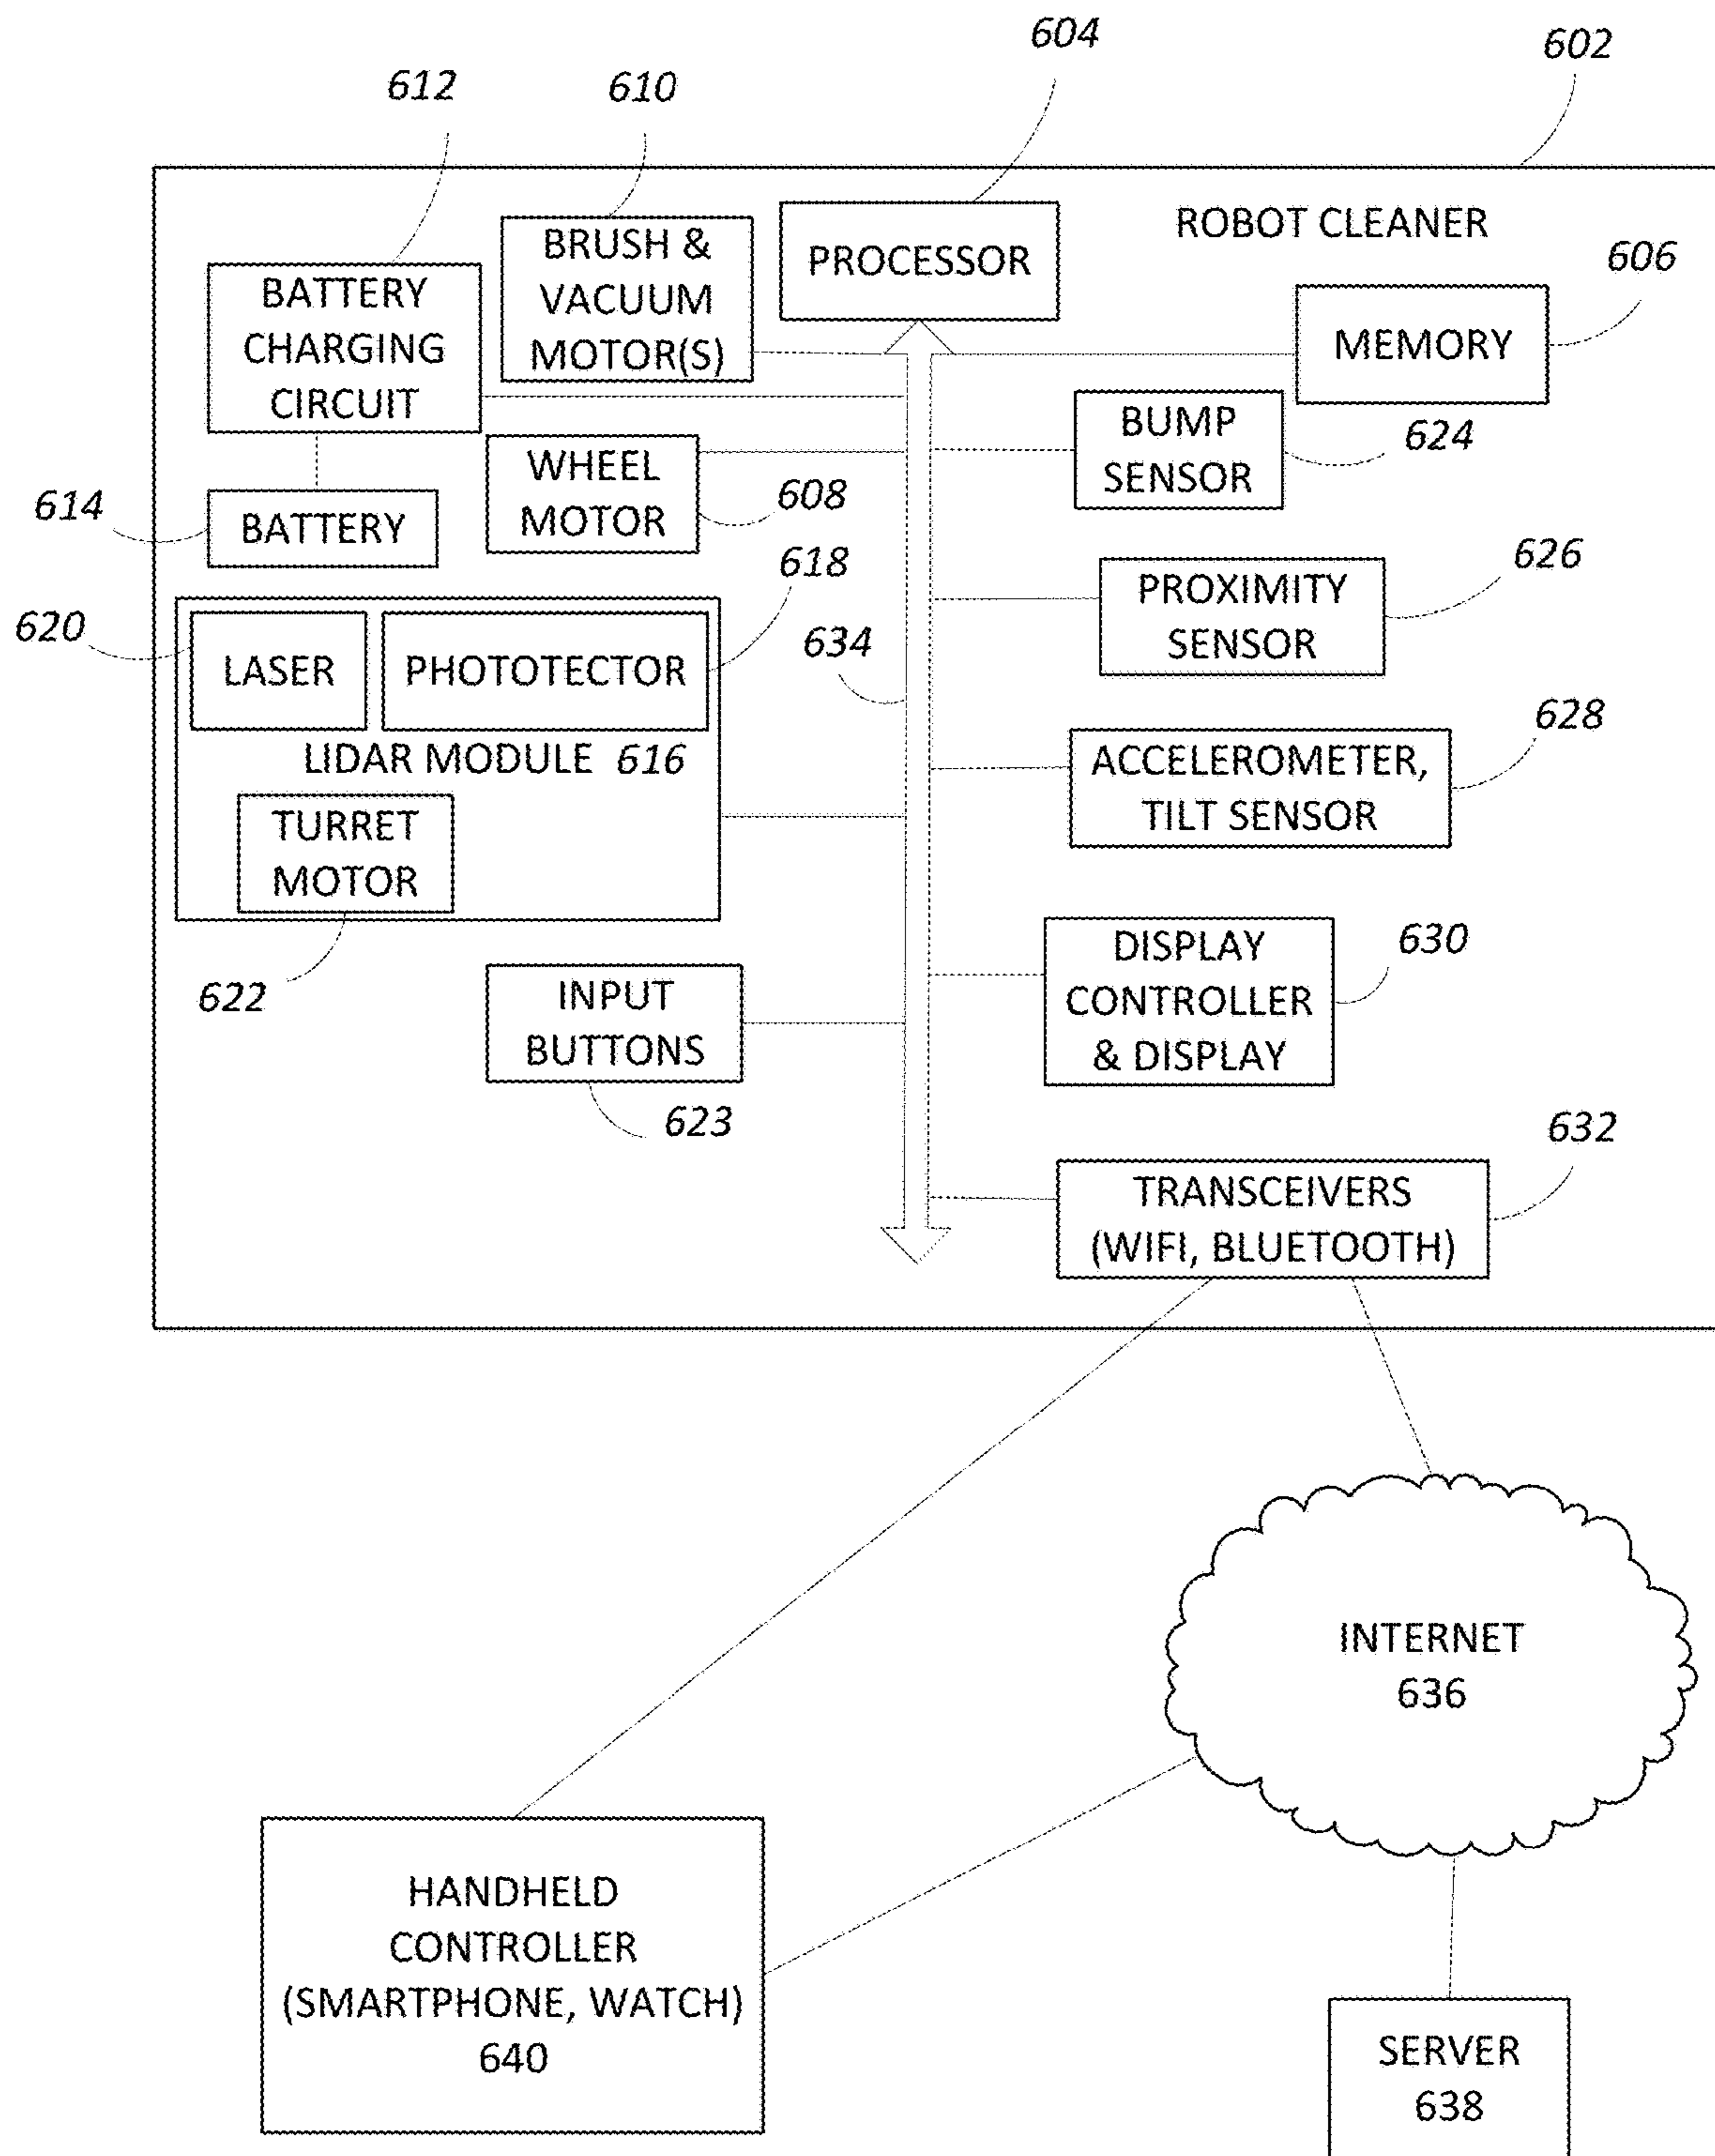 604
602
612
610
ROBOT CLEANER
BRUSH &
VACUUM
MOTOR(S)
PROCESSOR
606
BATTERY
CHARGING
CIRCUIT
MEMORY
BUMP
SENSOR
624
WHEEL
MOTOR
608
614
BATTERY
618
626
PROXIMITY
SENSOR
620
LASER
PHOTOTECTOR
634
LIDAR MODULE 616
628
ACCELEROMETER,
TILT SENSOR
TURRET
MOTOR
622
DISPLAY
CONTROLLER
& DISPLAY
630
INPUT
BUTTONS
623
632
TRANSCEIVERS
(WIFI, BLUETOOTH)
INTERNET
636
HANDHELD
CONTROLLER
(SMARTPHONE, WATCH)
640
SERVER
638